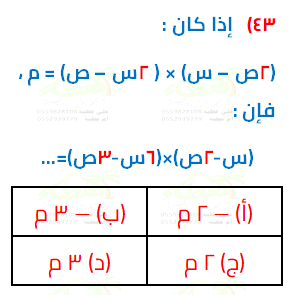 ٤٣) إذا كان :
(٢ص – س) × ( ٢س – ص) = م ،
فإن :
(س-٢ص)×(٦س-٣ص)=...
(أ) – ٢ م
(ب) – ٣ م
(ج) ٢ م
(د) ٣ م